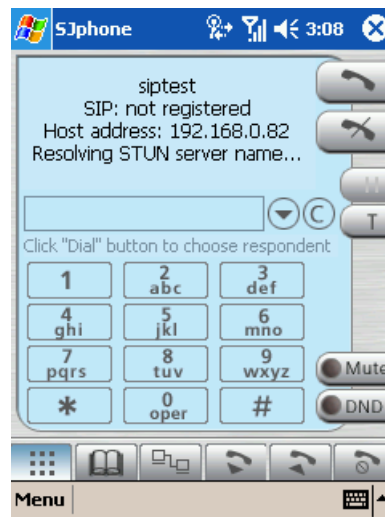 SJphone 3:08
siptest
SIP: not registered
Host address: 192.168.0.82
Resolving STUN server name...
C
H
T
Click "Dial" button to choose respondent
1 2 3
abc def
4 5 6
ghi jkl mno
7 8 9
pqrs tuv wxyz
Mute
* 0 #
oper
DND
Menu